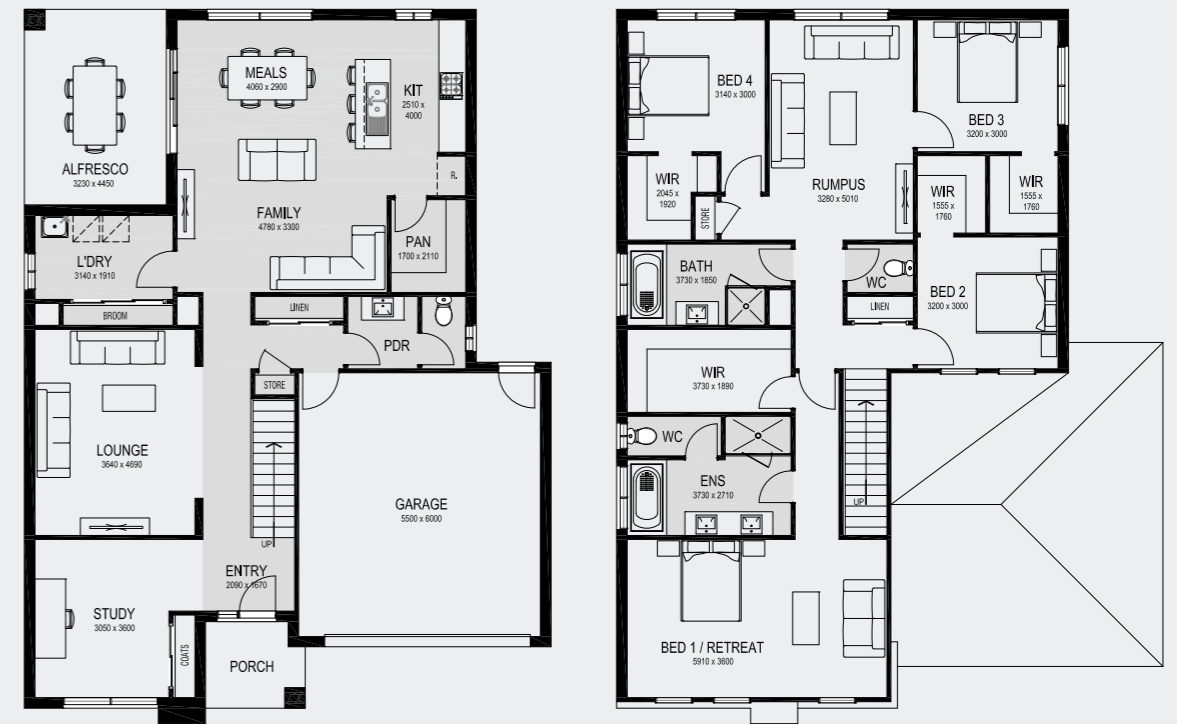 MEALS
4060 x 2900
KIT
2510 x
4000
ALFRESCO
3230 x 4450
R.
FAMILY
4780 x 3300
PAN
1700 x 2110
L'DRY
3140 x 1910
BROOM
LINEN
PDR
STORE
LOUNGE
3640 x 4690
GARAGE
5500 x 6000
UP
ENTRY
2090 x 1670
STUDY
3050 x 3600
COATS
PORCH
BED 4
3140 x 3000
BED 3
3200 x 3000
WIR
2045 x
1920
STORE
RUMPUS
3280 x 5010
WIR
1555 x
1760
WIR
1555 x
1760
BATH
3730 x 1850
WC
BED 2
3200 x 3000
LINEN
WIR
3730 x 1890
WC
ENS
3730 x 2710
UP
BED 1 / RETREAT
5910 x 3600